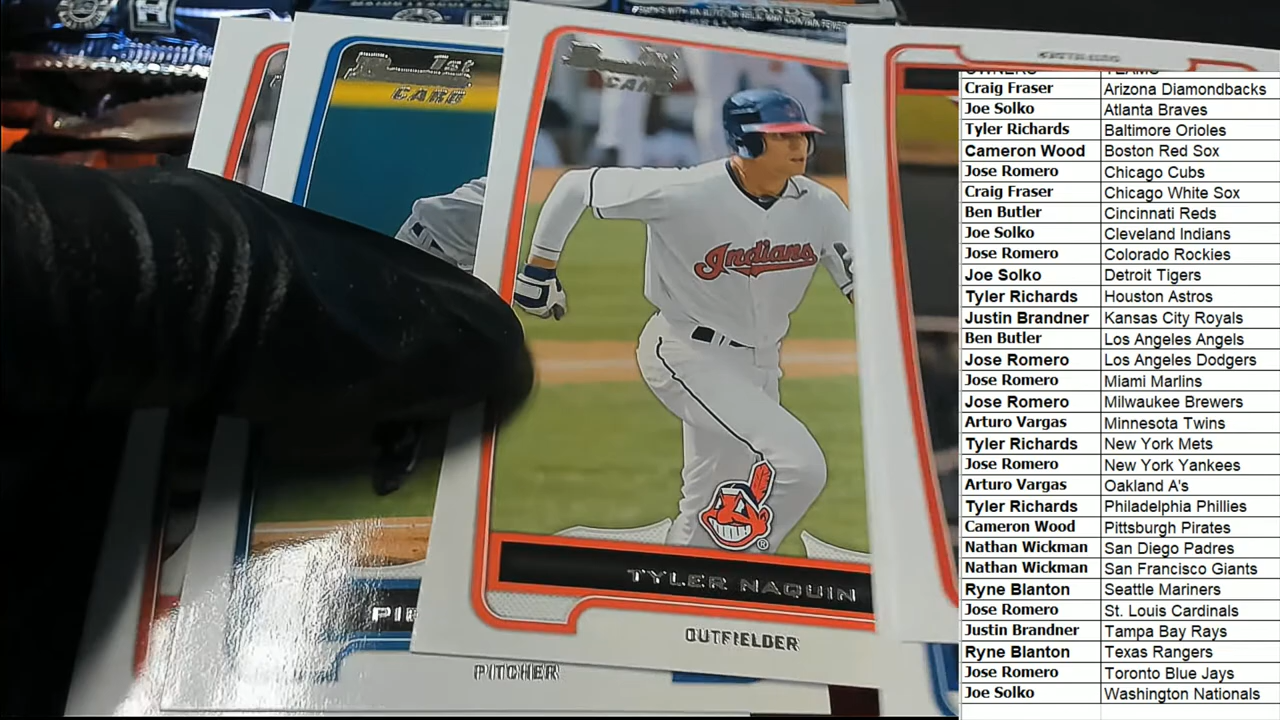 1st
CARD
CARD
Indians
TYLER NAQUIN
OUTFIELDER
PITCHER
OWNERS TEAMS
Craig Fraser Arizona Diamondbacks
Joe Solko Atlanta Braves
Tyler Richards Baltimore Orioles
Cameron Wood Boston Red Sox
Jose Romero Chicago Cubs
Craig Fraser Chicago White Sox
Ben Butler Cincinnati Reds
Joe Solko Cleveland Indians
Jose Romero Colorado Rockies
Joe Solko Detroit Tigers
Tyler Richards Houston Astros
Justin Brandner Kansas City Royals
Ben Butler Los Angeles Angels
Jose Romero Los Angeles Dodgers
Jose Romero Miami Marlins
Jose Romero Milwaukee Brewers
Arturo Vargas Minnesota Twins
Tyler Richards New York Mets
Jose Romero New York Yankees
Arturo Vargas Oakland A's
Tyler Richards Philadelphia Phillies
Cameron Wood Pittsburgh Pirates
Nathan Wickman San Diego Padres
Nathan Wickman San Francisco Giants
Ryne Blanton Seattle Mariners
Jose Romero St. Louis Cardinals
Justin Brandner Tampa Bay Rays
Ryne Blanton Texas Rangers
Jose Romero Toronto Blue Jays
Joe Solko Washington Nationals